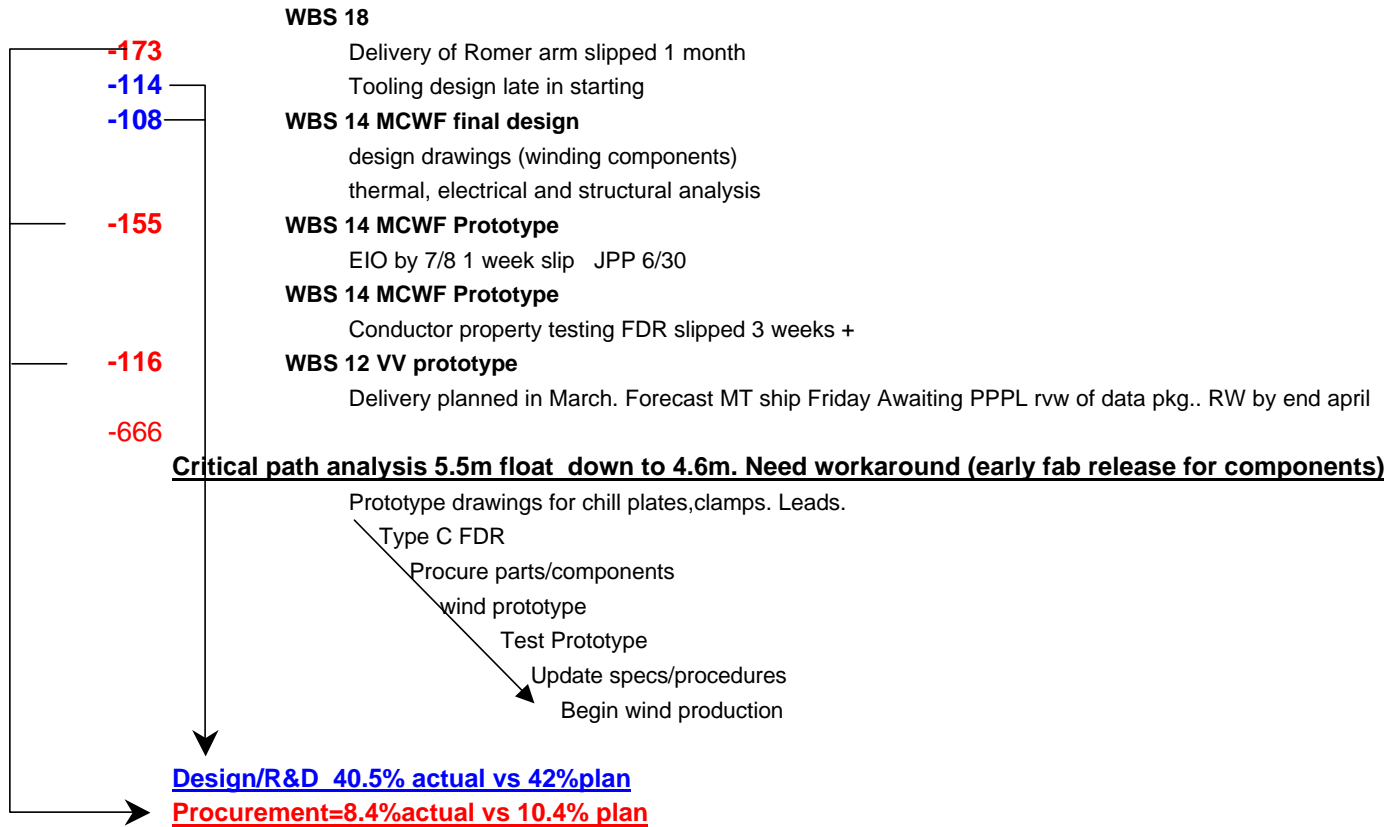 WBS 18
-173 Delivery of Romer arm slipped 1 month
-114 Tooling design late in starting
-108 WBS 14 MCWF final design
design drawings (winding components)
thermal, electrical and structural analysis
-155 WBS 14 MCWF Prototype
EIO by 7/8 1 week slip JPP 6/30
WBS 14 MCWF Prototype
Conductor property testing FDR slipped 3 weeks +
-116 WBS 12 VV prototype
Delivery planned in March. Forecast MT ship Friday Awaiting PPPL rvw of data pkg.. RW by end april
-666
Critical path analysis 5.5m float down to 4.6m. Need workaround (early fab release for components)
Prototype drawings for chill plates,clamps. Leads.
Type C FDR
Procure parts/components
wind prototype
Test Prototype
Update specs/procedures
Begin wind production
Design/R&D 40.5% actual vs 42%plan
Procurement=8.4%actual vs 10.4% plan